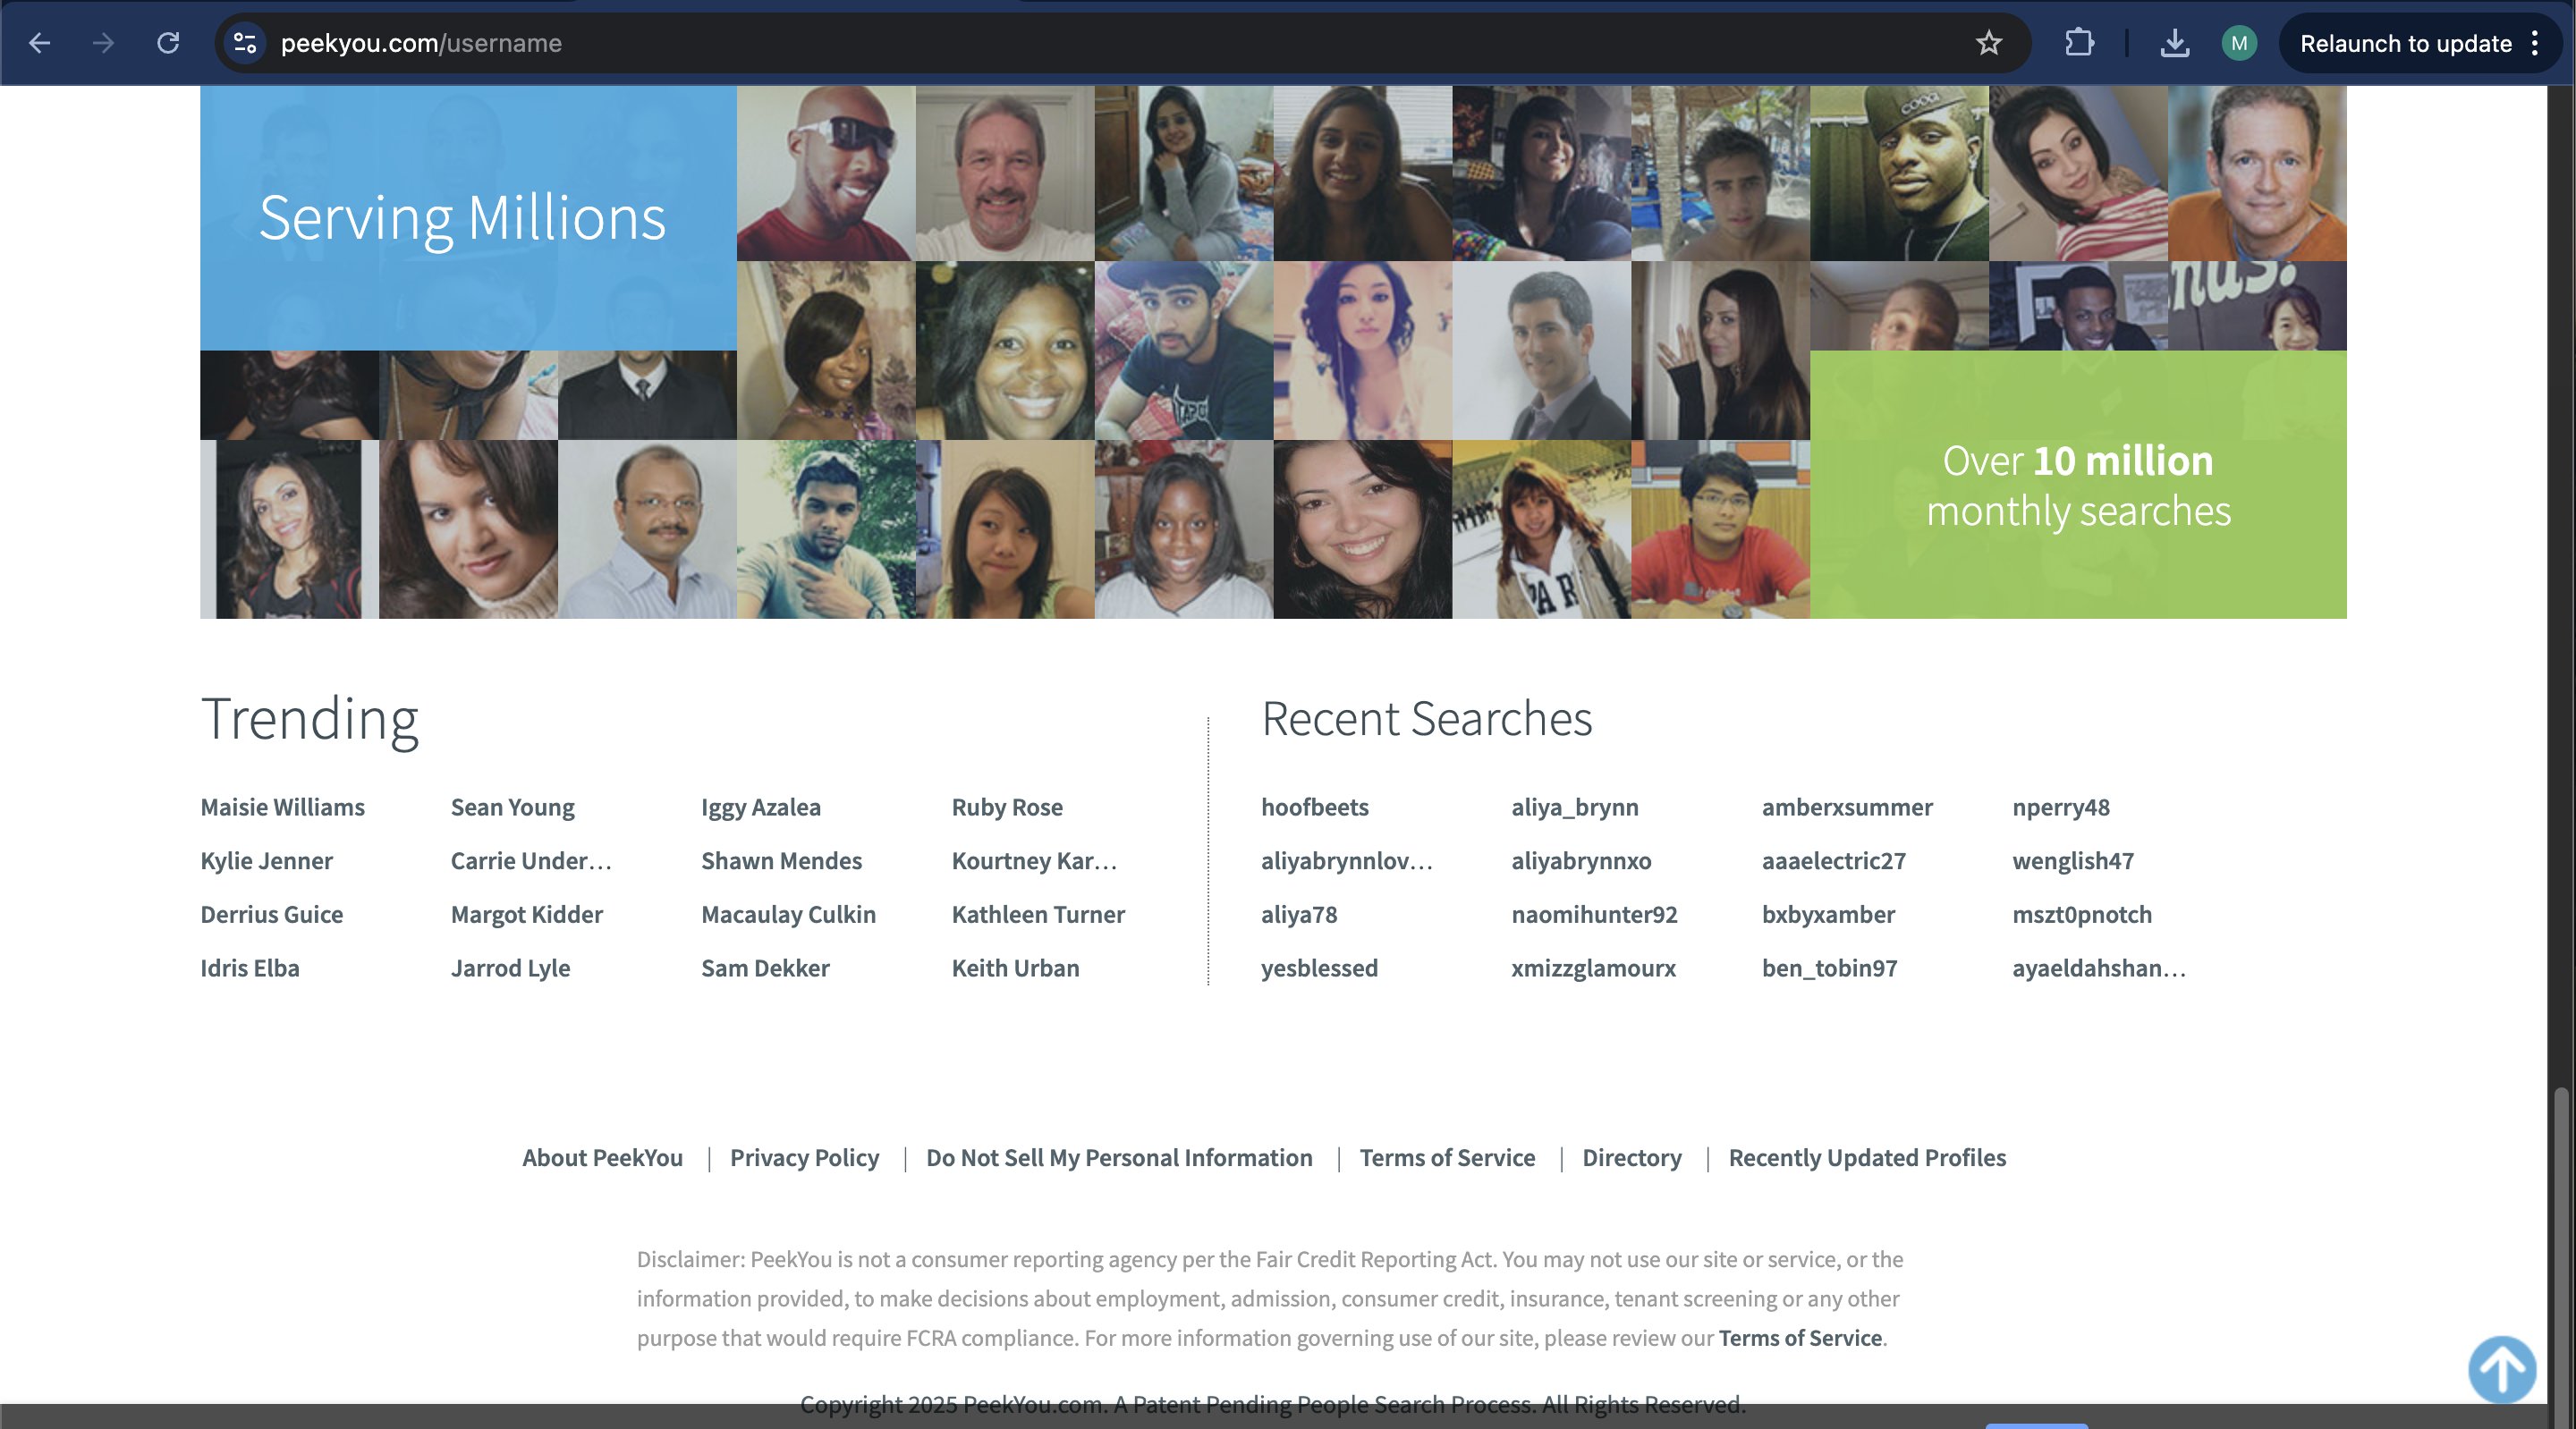 peekyou.com/username
M
Relaunch to update
Serving Millions
COOGI
nus!
TAPOUT
PAR
Over 10 million
monthly searches
Trending
Maisie Williams Sean Young Iggy Azalea Ruby Rose
Kylie Jenner Carrie Under... Shawn Mendes Kourtney Kar...
Derrius Guice Margot Kidder Macaulay Culkin Kathleen Turner
Idris Elba Jarrod Lyle Sam Dekker Keith Urban
Recent Searches
hoofbeets aliya_brynn amberxsummer nperry48
aliyabrynnlov... aliyabrynnxo aaaelectric27 wenglish47
aliya78 naomihunter92 bxbyxamber mszt0pnotch
yesblessed xmizzglamourx ben_tobin97 ayaeldahshan...
About PeekYou | Privacy Policy | Do Not Sell My Personal Information | Terms of Service | Directory | Recently Updated Profiles
Disclaimer: PeekYou is not a consumer reporting agency per the Fair Credit Reporting Act. You may not use our site or service, or the
information provided, to make decisions about employment, admission, consumer credit, insurance, tenant screening or any other
purpose that would require FCRA compliance. For more information governing use of our site, please review our Terms of Service.
Copyright 2025 PeekYou.com. A Patent Pending People Search Process. All Rights Reserved.